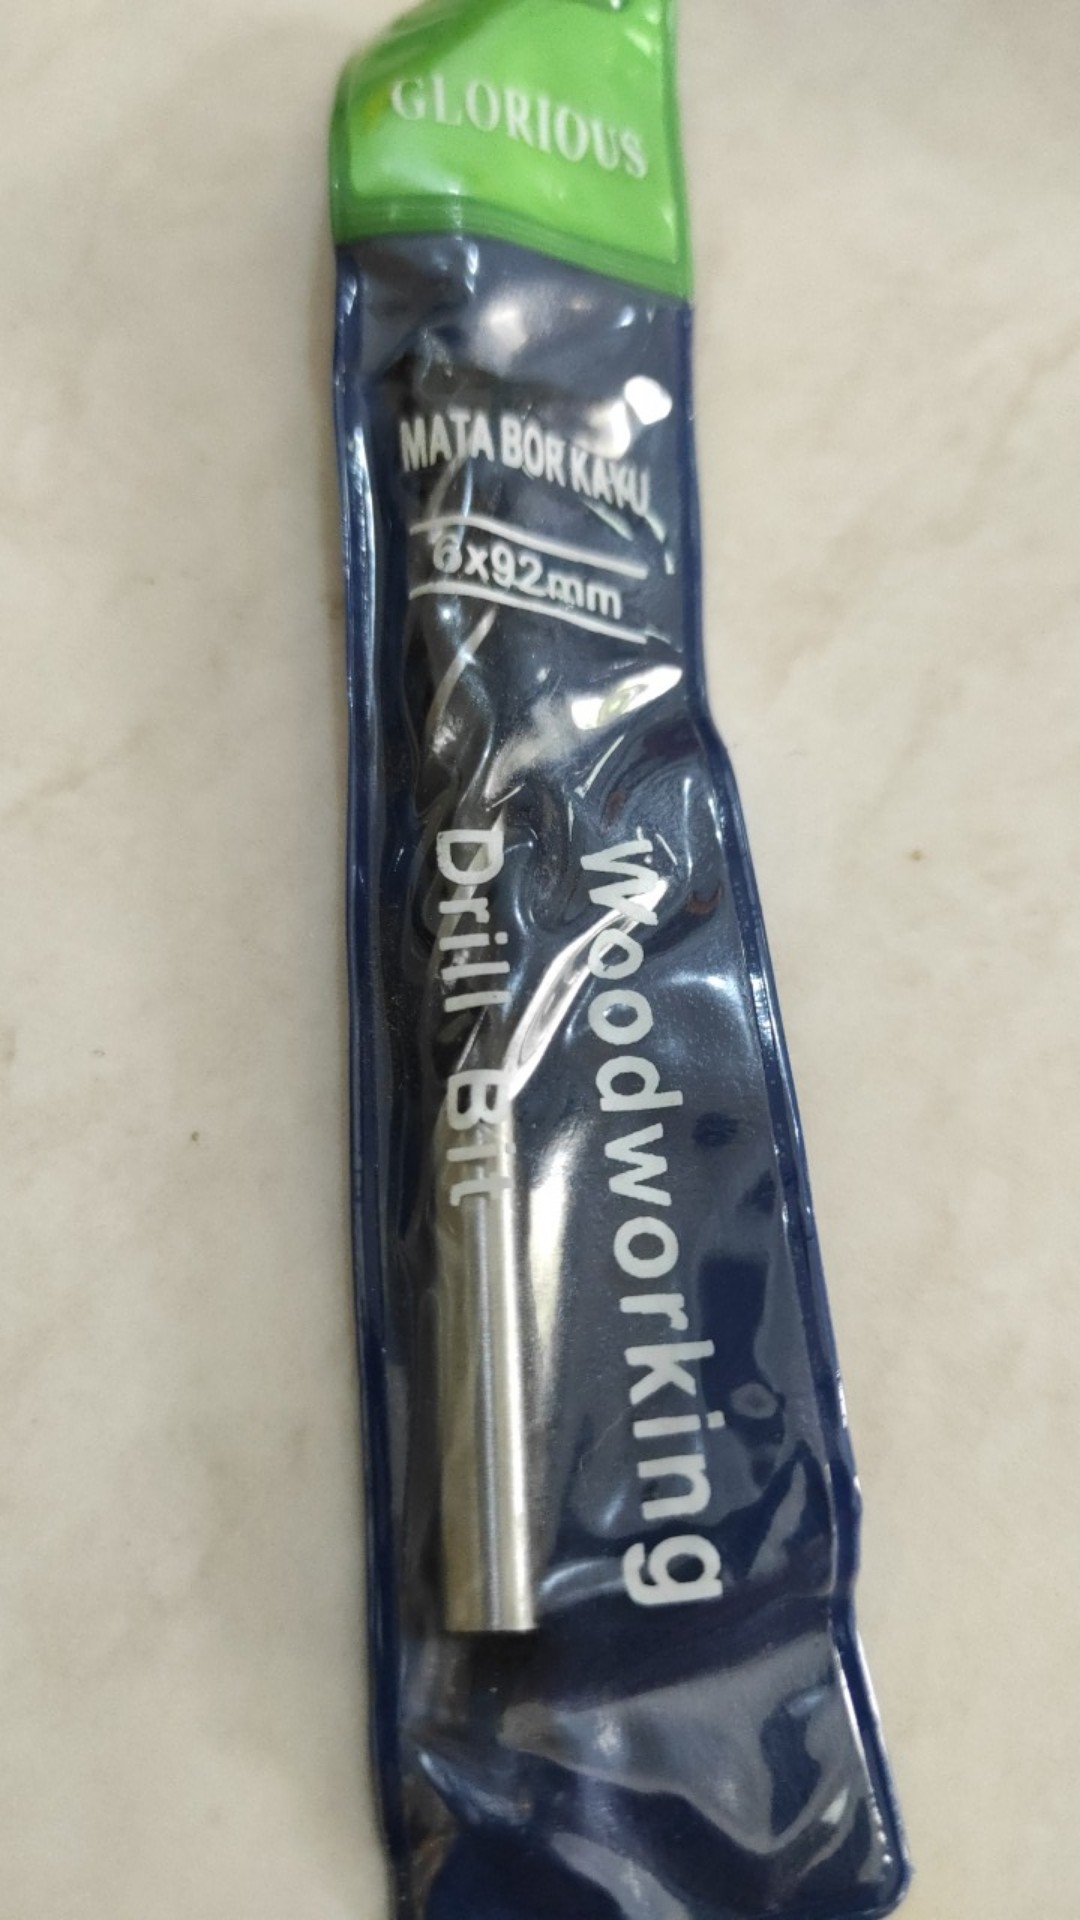 GLORIOUS
MATA BOR KAYU
6x92mm
Woodworking
Drill Bit